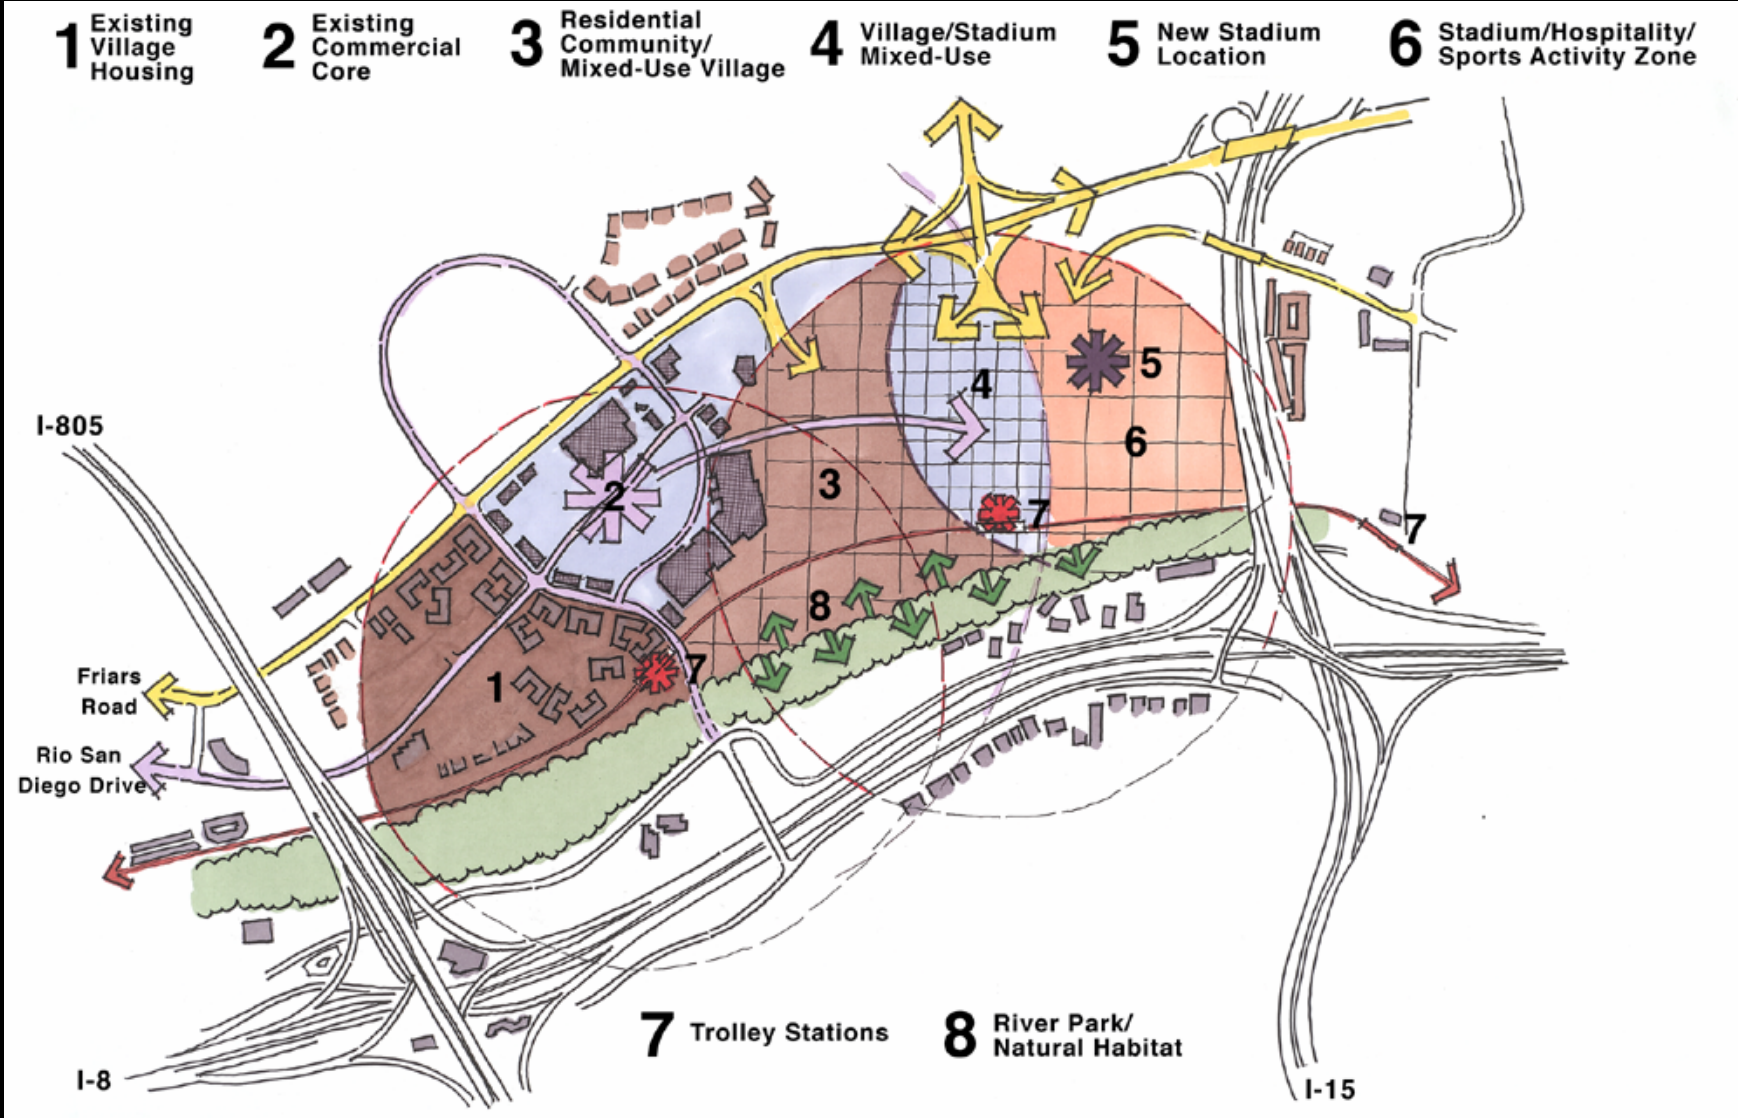 1 Existing
Village
Housing
2 Existing
Commercial
Core
3 Residential
Community/
Mixed-Use Village
4 Village/Stadium
Mixed-Use
5 New Stadium
Location
6 Stadium/Hospitality/
Sports Activity Zone
I-805
5
4
6
3
2
7
7
8
7
1
Friars
Road
Rio San
Diego Drive
7 Trolley Stations
8 River Park/
Natural Habitat
I-8
I-15